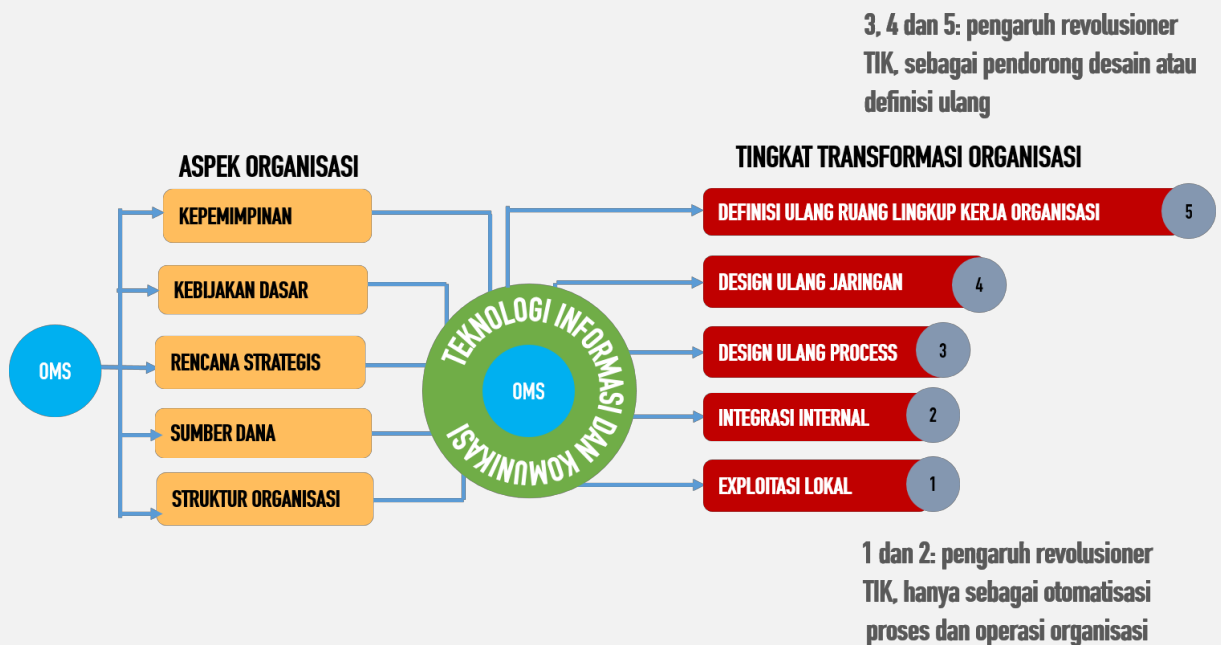 3, 4 dan 5: pengaruh revolusioner
TIK, sebagai pendorong desain atau
definisi ulang
ASPEK ORGANISASI
TINGKAT TRANSFORMASI ORGANISASI
KEPEMIMPINAN
DEFINISI ULANG RUANG LINGKUP KERJA ORGANISASI
5
KEBIJAKAN DASAR
DESIGN ULANG JARINGAN
4
OMS
RENCANA STRATEGIS
TEKNOLOGI INFORMASI DAN KOMUNIKASI
OMS
DESIGN ULANG PROCESS
3
SUMBER DANA
INTEGRASI INTERNAL
2
STRUKTUR ORGANISASI
EXPLOITASI LOKAL
1
1 dan 2: pengaruh revolusioner
TIK, hanya sebagai otomatisasi
proses dan operasi organisasi